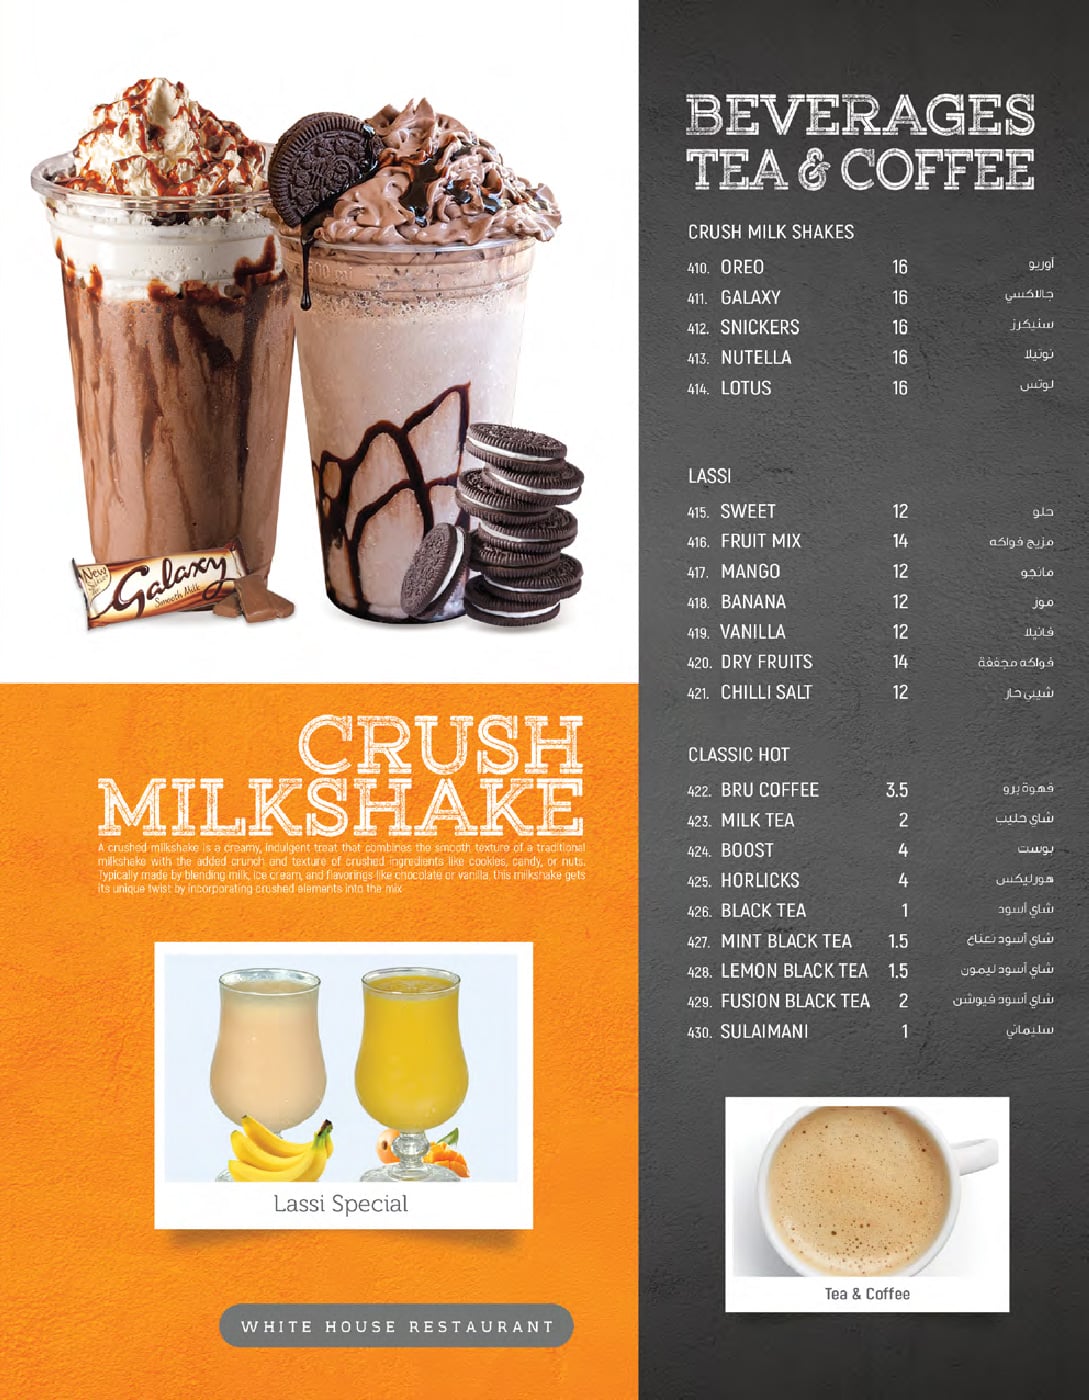 BEVERAGES
TEA & COFFEE
CRUSH MILK SHAKES
410. OREO 16 أوريو
411. GALAXY 16 جالاكسي
412. SNICKERS 16 سنيكرز
413. NUTELLA 16 نوتيلا
414. LOTUS 16 لوتس
LASSI
415. SWEET 12 حلو
416. FRUIT MIX 14 مزيج فواكه
417. MANGO 12 مانجو
418. BANANA 12 موز
419. VANILLA 12 فانيلا
420. DRY FRUITS 14 فواكه مجففة
421. CHILLI SALT 12 شيبي حار
CLASSIC HOT
422. BRU COFFEE 3.5 قهوة برو
423. MILK TEA 2 شاي حليب
424. BOOST 4 بوست
425. HORLICKS 4 هورليكس
426. BLACK TEA 1 شاي أسود
427. MINT BLACK TEA 1.5 شاي أسود نعناع
428. LEMON BLACK TEA 1.5 شاي أسود ليمون
429. FUSION BLACK TEA 2 شاي أسود فيوشن
430. SULAIMANI 1 سليماني
Tea & Coffee
500 ml
New
Galaxy
Smooth Milk
CRUSH
MILKSHAKE
A crushed milkshake is a creamy, indulgent treat that combines the smooth texture of a traditional
milkshake with the added crunch and texture of crushed ingredients like cookies, candy, or nuts.
Typically made by blending milk, ice cream, and flavorings like chocolate or vanilla, this milkshake gets
its unique twist by incorporating crushed elements into the mix
Lassi Special
WHITE HOUSE RESTAURANT